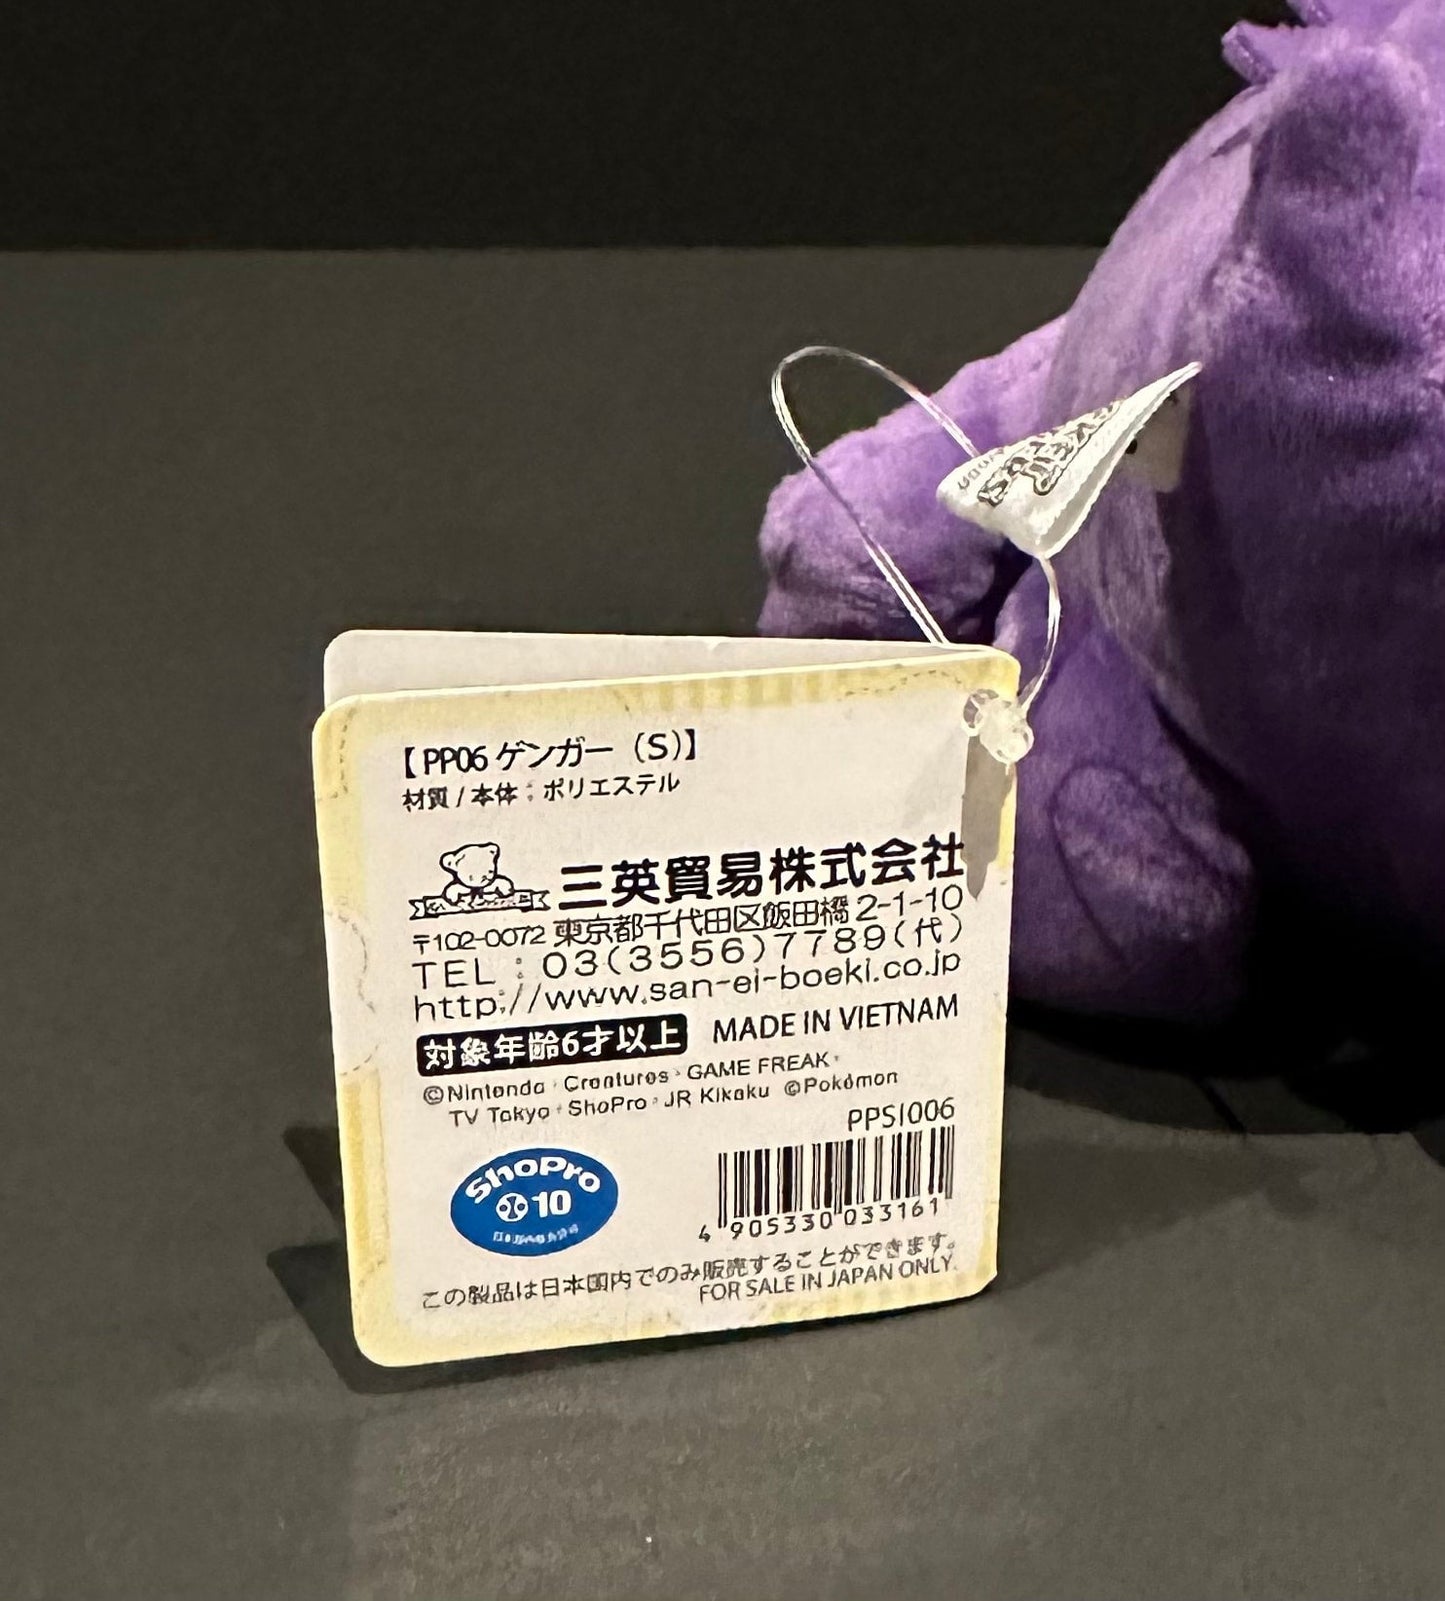 【PP06 ゲンガー（S）】
材質/本体：ポリエステル
三英貿易株式会社
〒102-0072 東京都千代田区飯田橋2-1-10
TEL：03(3556)7789(代)
http://www.san-ei-boeki.co.jp
対象年齢6才以上 MADE IN VIETNAM
©Nintendo・Creatures・GAME FREAK・
TV Tokyo・ShoPro・JR Kikaku ©Pokémon
PPSI006
ShoPro
10
4 905330 033161
この製品は日本国内でのみ販売することができます。
FOR SALE IN JAPAN ONLY.